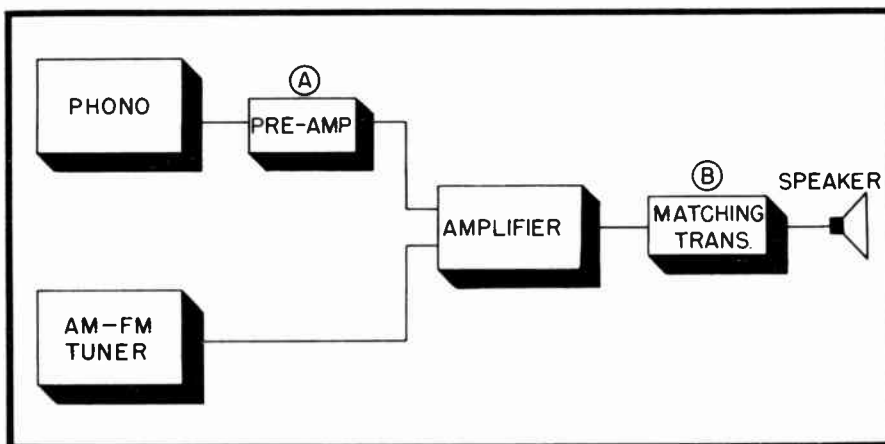 PHONO
A
PRE-AMP
AMPLIFIER
B
MATCHING
TRANS.
SPEAKER
AM-FM
TUNER